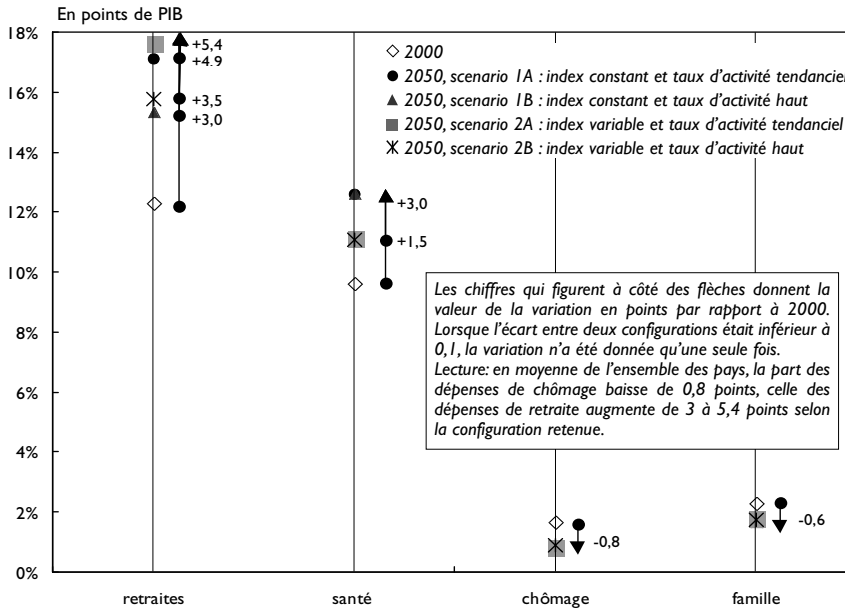 En points de PIB
18%
16%
14%
12%
10%
8%
6%
4%
2%
0%
+5,4
+4.9
+3,5
+3,0
+3,0
+1,5
-0,8
-0,6
2000
2050, scenario 1A : index constant et taux d'activité tendanciel
2050, scenario 1B : index constant et taux d'activité haut
2050, scenario 2A : index variable et taux d'activité tendanciel
2050, scenario 2B : index variable et taux d'activité haut
Les chiffres qui figurent à côté des flèches donnent la
valeur de la variation en points par rapport à 2000.
Lorsque l'écart entre deux configurations était inférieur à
0,1, la variation n'a été donnée qu'une seule fois.
Lecture: en moyenne de l'ensemble des pays, la part des
dépenses de chômage baisse de 0,8 points, celle des
dépenses de retraite augmente de 3 à 5,4 points selon
la configuration retenue.
retraites
santé
chômage
famille